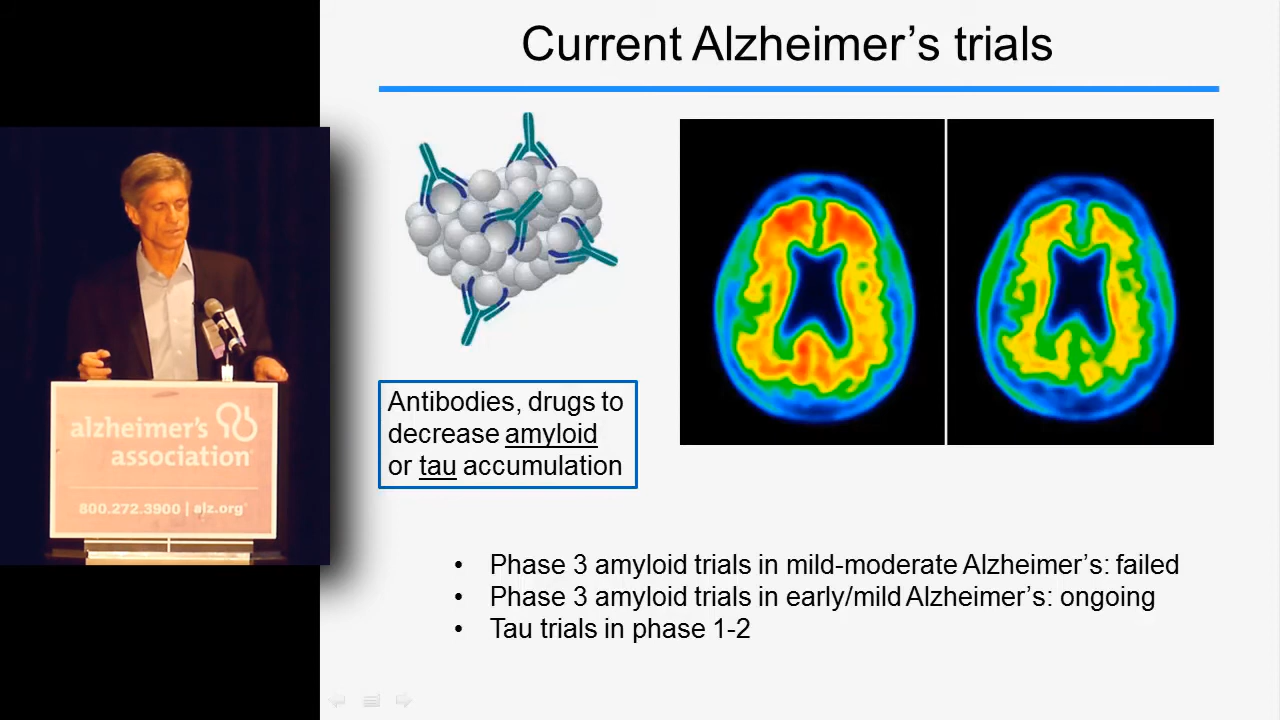 Current Alzheimer’s trials
alzheimer's
association®
800.272.3900 | alz.org®
Antibodies, drugs to
decrease amyloid
or tau accumulation
• Phase 3 amyloid trials in mild-moderate Alzheimer’s: failed
• Phase 3 amyloid trials in early/mild Alzheimer’s: ongoing
• Tau trials in phase 1-2